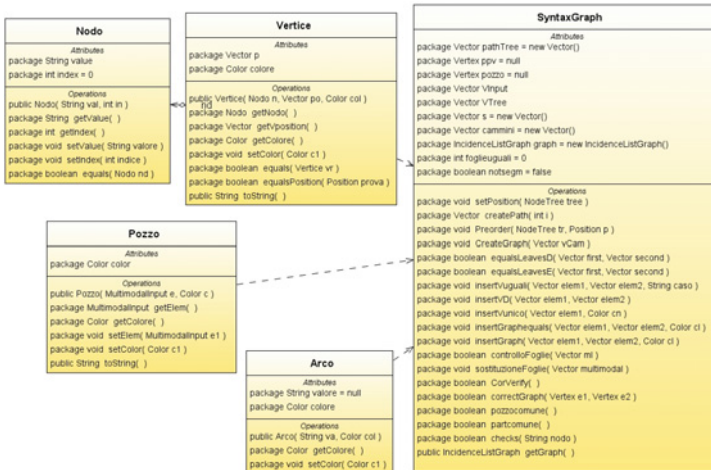 Nodo
Attributes
package String value
package int index = 0
Operations
public Nodo( String val, int in )
package String getValue( )
package int getIndex( )
package void setValue( String valore )
package void setIndex( int indice )
package boolean equals( Nodo nd )
nd
Vertice
Attributes
package Vector p
package Color colore
Operations
public Vertice( Nodo n, Vector po, Color col )
package Nodo getNodo( )
package Vector getVposition( )
package Color getColore( )
package void setColor( Color c1 )
package boolean equals( Vertice vr )
package boolean equalsPosition( Position prova )
public String toString( )
Pozzo
Attributes
package Color color
Operations
public Pozzo( MultimodalInput e, Color c )
package MultimodalInput getElem( )
package Color getColore( )
package void setElem( MultimodalInput e1 )
package void setColor( Color c1 )
public String toString( )
Arco
Attributes
package String valore = null
package Color colore
Operations
public Arco( String va, Color col )
package Color getColore( )
package void setColor( Color c1 )
SyntaxGraph
Attributes
package Vector pathTree = new Vector()
package Vertex ppv = null
package Vertex pozzo = null
package Vector VInput
package Vector VTree
package Vector s = new Vector()
package Vector cammini = new Vector()
package IncidenceListGraph graph = new IncidenceListGraph()
package int foglieuguali = 0
package boolean notsegm = false
Operations
package void setPosition( NodeTree tree )
package Vector createPath( int i )
package void Preorder( NodeTree tr, Position p )
package void CreateGraph( Vector vCam )
package boolean equalsLeavesD( Vector first, Vector second )
package boolean equalsLeavesE( Vector first, Vector second )
package void insertVuguali( Vector elem1, Vector elem2, String caso )
package void insertVD( Vector elem1, Vector elem2 )
package void insertVunico( Vector elem1, Color cn )
package void insertGraphequals( Vector elem1, Vector elem2, Color cl )
package void insertGraph( Vector elem1, Vector elem2, Color cl )
package boolean controlloFoglie( Vector ml )
package void sostituzioneFoglie( Vector multimodal )
package boolean CorVerify( )
package boolean correctGraph( Vertex e1, Vertex e2 )
package boolean pozzocomune( )
package boolean partcomune( )
package boolean checks( String nodo )
public IncidenceListGraph getGraph( )